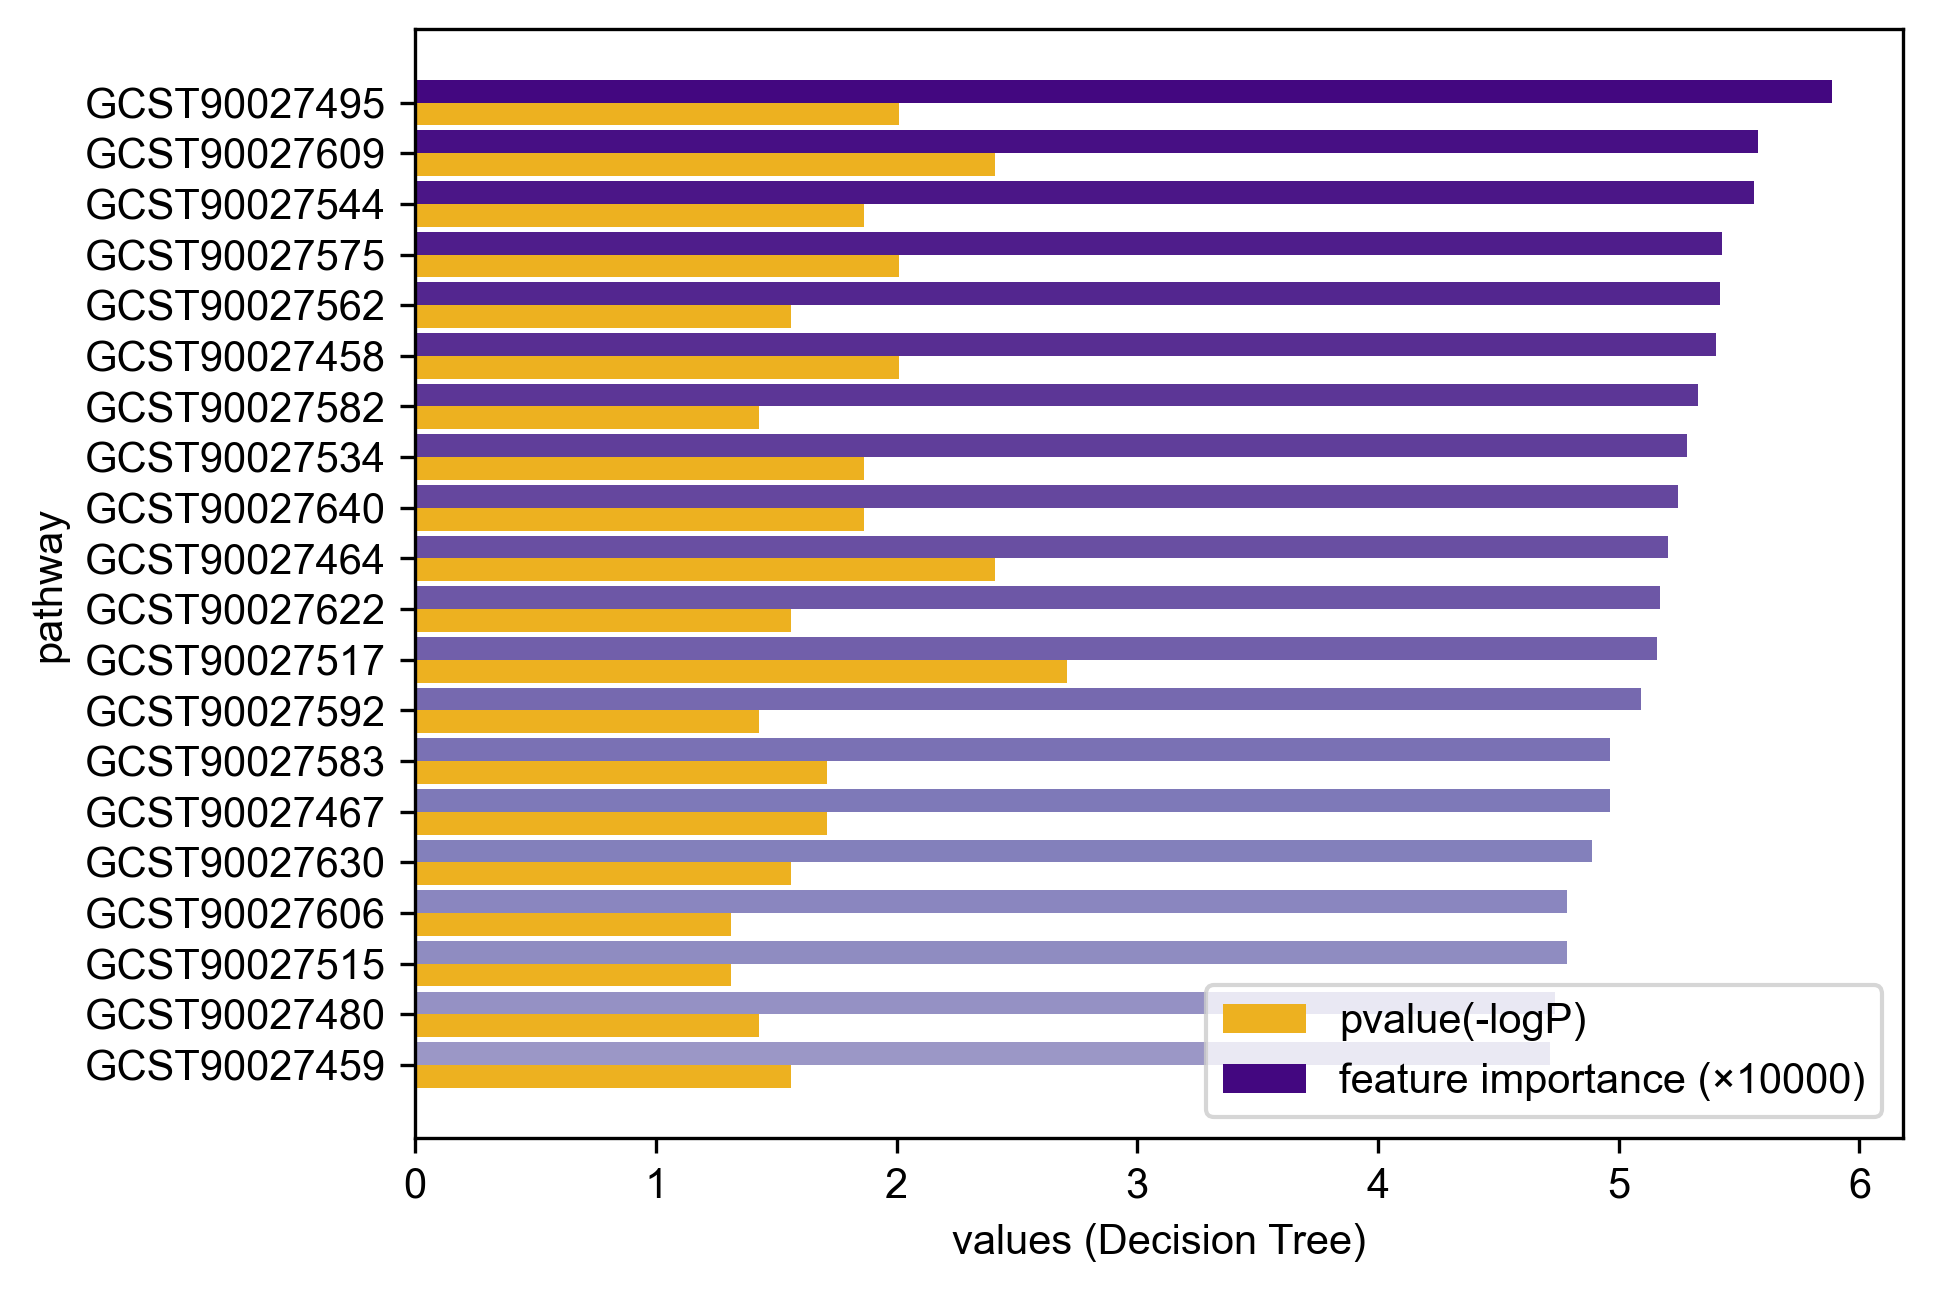 GCST90027495
GCST90027609
GCST90027544
GCST90027575
GCST90027562
GCST90027458
GCST90027582
GCST90027534
GCST90027640
GCST90027464
GCST90027622
GCST90027517
GCST90027592
GCST90027583
GCST90027467
GCST90027630
GCST90027606
GCST90027515
GCST90027480
GCST90027459
pathway
pvalue(-logP)
feature importance (×10000)
0 1 2 3 4 5 6
values (Decision Tree)